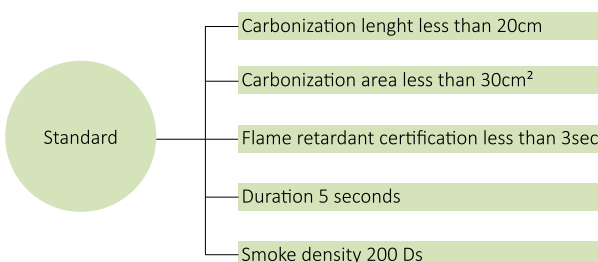 Carbonization lenght less than 20cm
Carbonization area less than 30cm²
Standard
Flame retardant certification less than 3sec
Duration 5 seconds
Smoke density 200 Ds